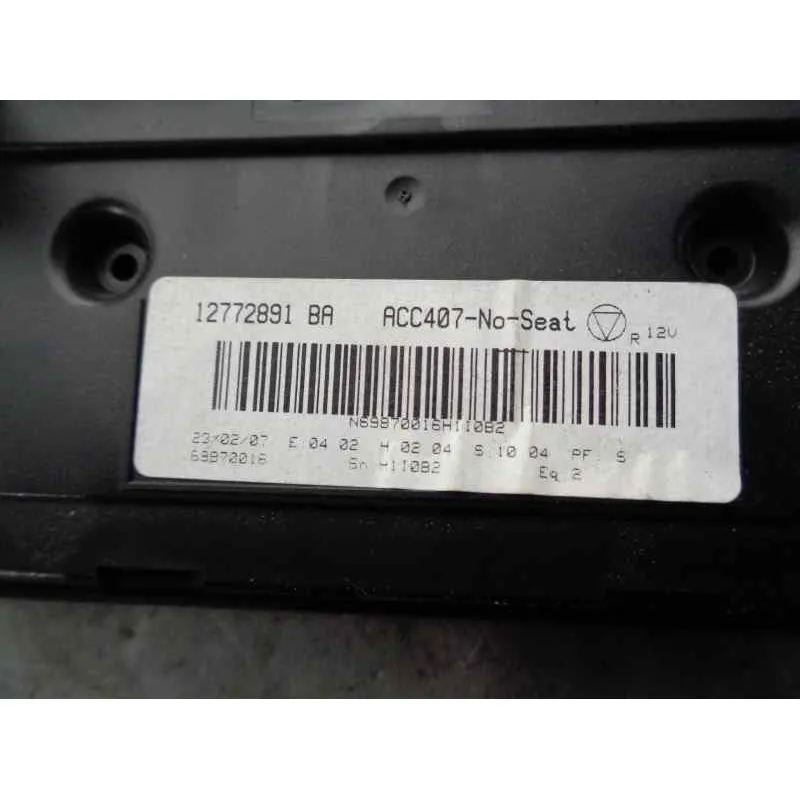 12772891 BA ACC407-No-Seat R 12V
N69870016H11082
23/02/07 E 04 02 H 02 04 S 10 04 PF S
69870016 Sn H11082 Eq 2